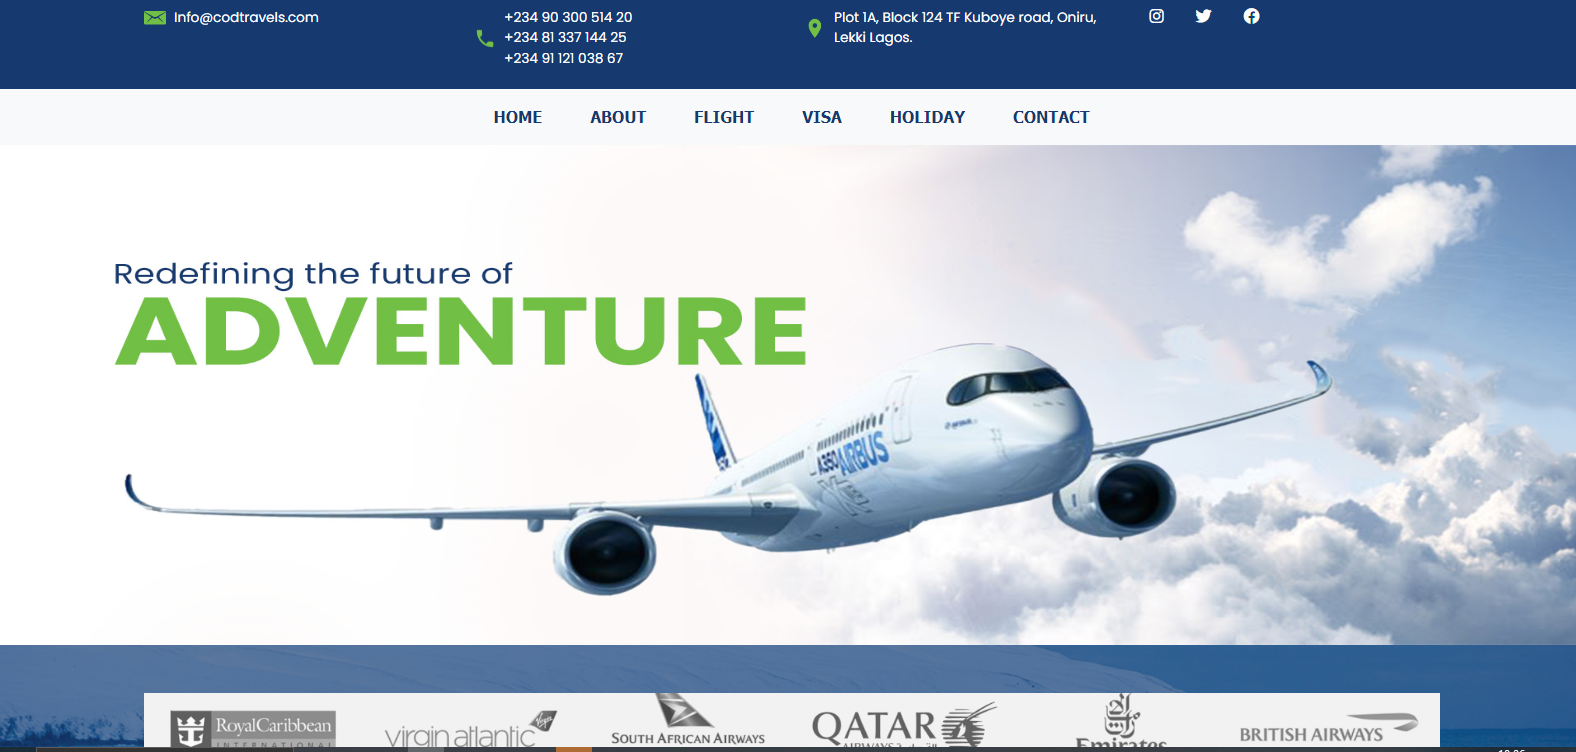 Info@codtravels.com
+234 90 300 514 20
+234 81 337 144 25
+234 91 121 038 67
Plot 1A, Block 124 TF Kuboye road, Oniru,
Lekki Lagos.
HOME ABOUT FLIGHT VISA HOLIDAY CONTACT
Redefining the future of
ADVENTURE
A350 AIRBUS
RoyalCaribbean
INTERNATIONAL
virgin atlantic
SOUTH AFRICAN AIRWAYS
QATAR
AIRWAYS القطرية
Emirates
BRITISH AIRWAYS